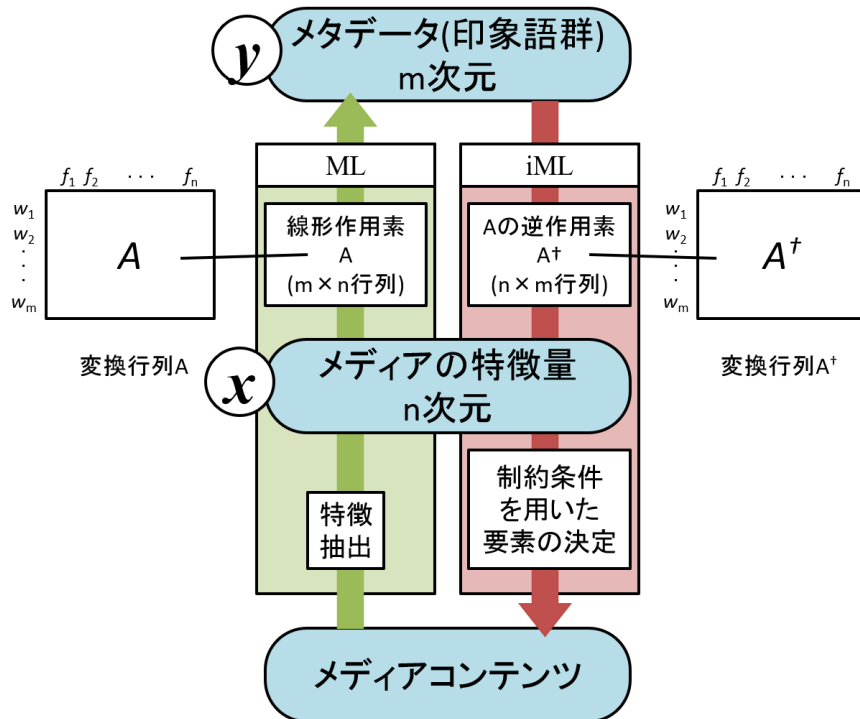 y
メタデータ(印象語群)
m次元
ML
iML
f1 f2 ・・・ fn
w1
w2
・
・
・
wm
A
変換行列A
線形作用素
A
(m×n行列)
Aの逆作用素
A†
(n×m行列)
f1 f2 ・・・ fn
w1
w2
・
・
・
wm
A†
変換行列A†
x
メディアの特徴量
n次元
特徴
抽出
制約条件
を用いた
要素の決定
メディアコンテンツ